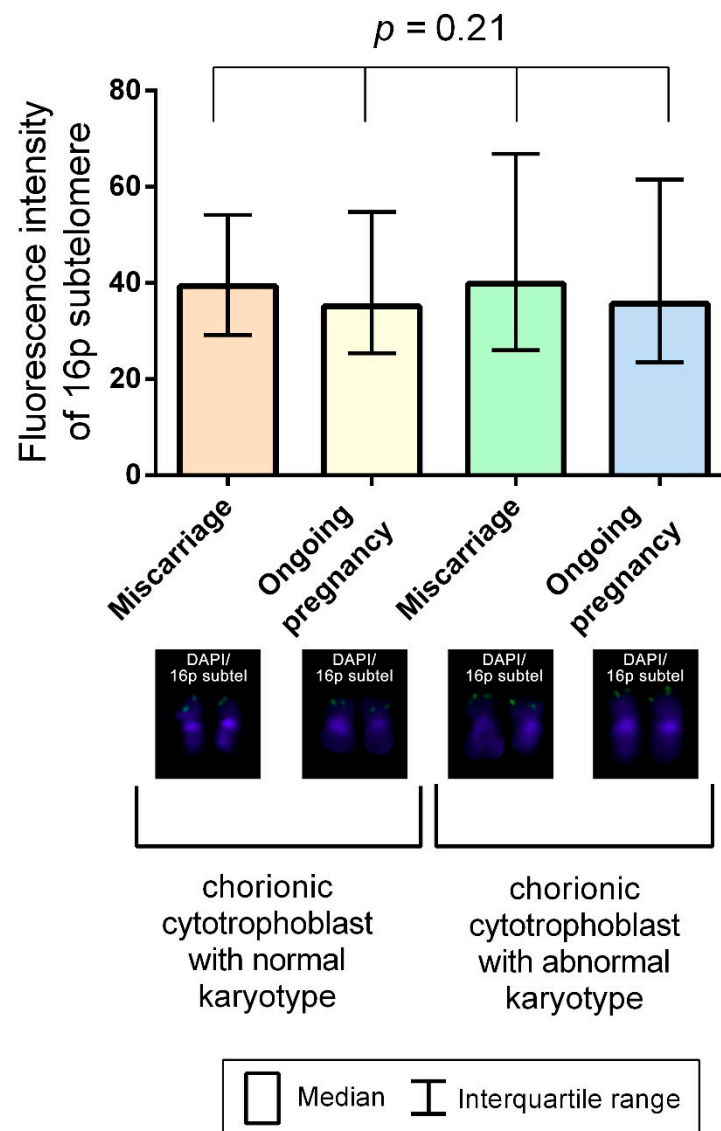 p = 0.21
Fluorescence intensity
of 16p subtelomere
80
60
40
20
0
Miscarriage
Ongoing
pregnancy
Miscarriage
Ongoing
pregnancy
DAPI/
16p subtel
DAPI/
16p subtel
DAPI/
16p subtel
DAPI/
16p subtel
chorionic
cytotrophoblast
with normal
karyotype
chorionic
cytotrophoblast
with abnormal
karyotype
Median
Interquartile range